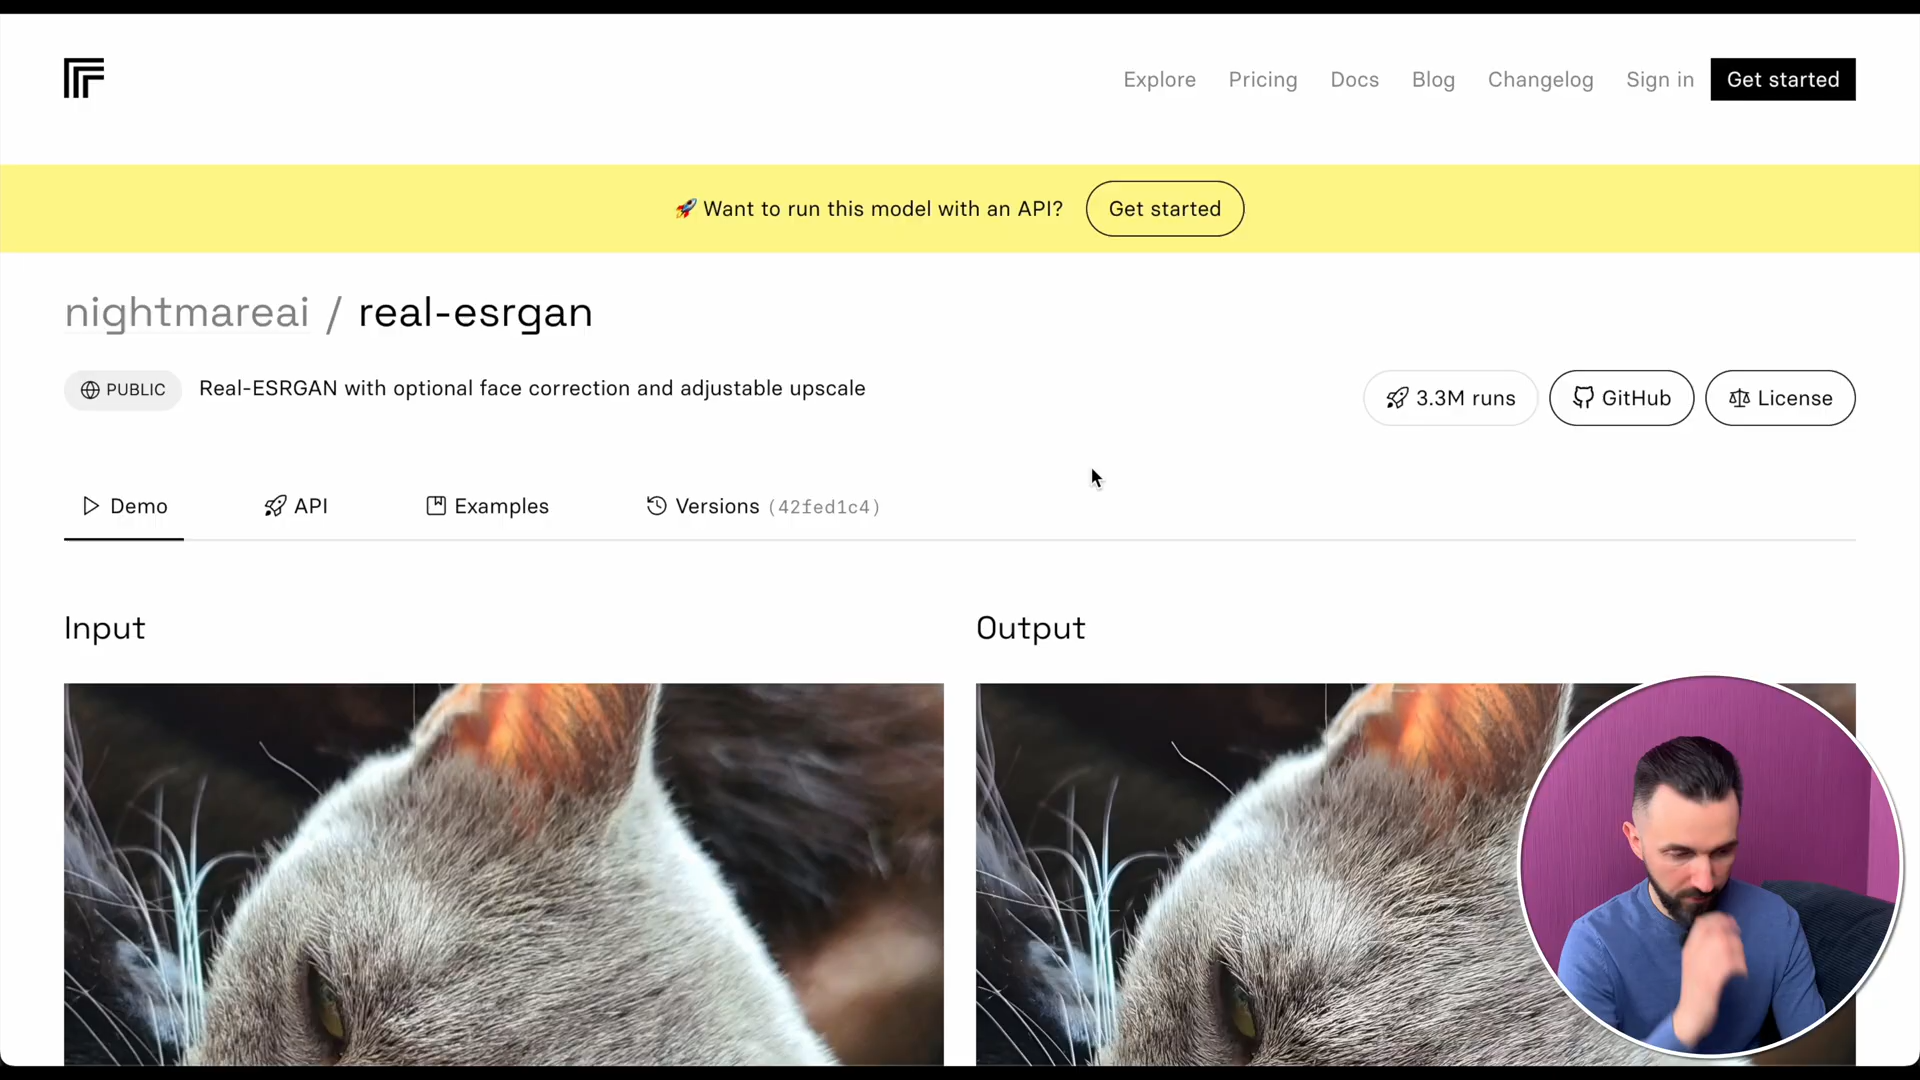 Explore Pricing Docs Blog Changelog Sign in Get started
🚀 Want to run this model with an API? Get started
nightmareai / real-esrgan
PUBLIC Real-ESRGAN with optional face correction and adjustable upscale
3.3M runs GitHub License
Demo API Examples Versions (42fed1c4)
Input Output